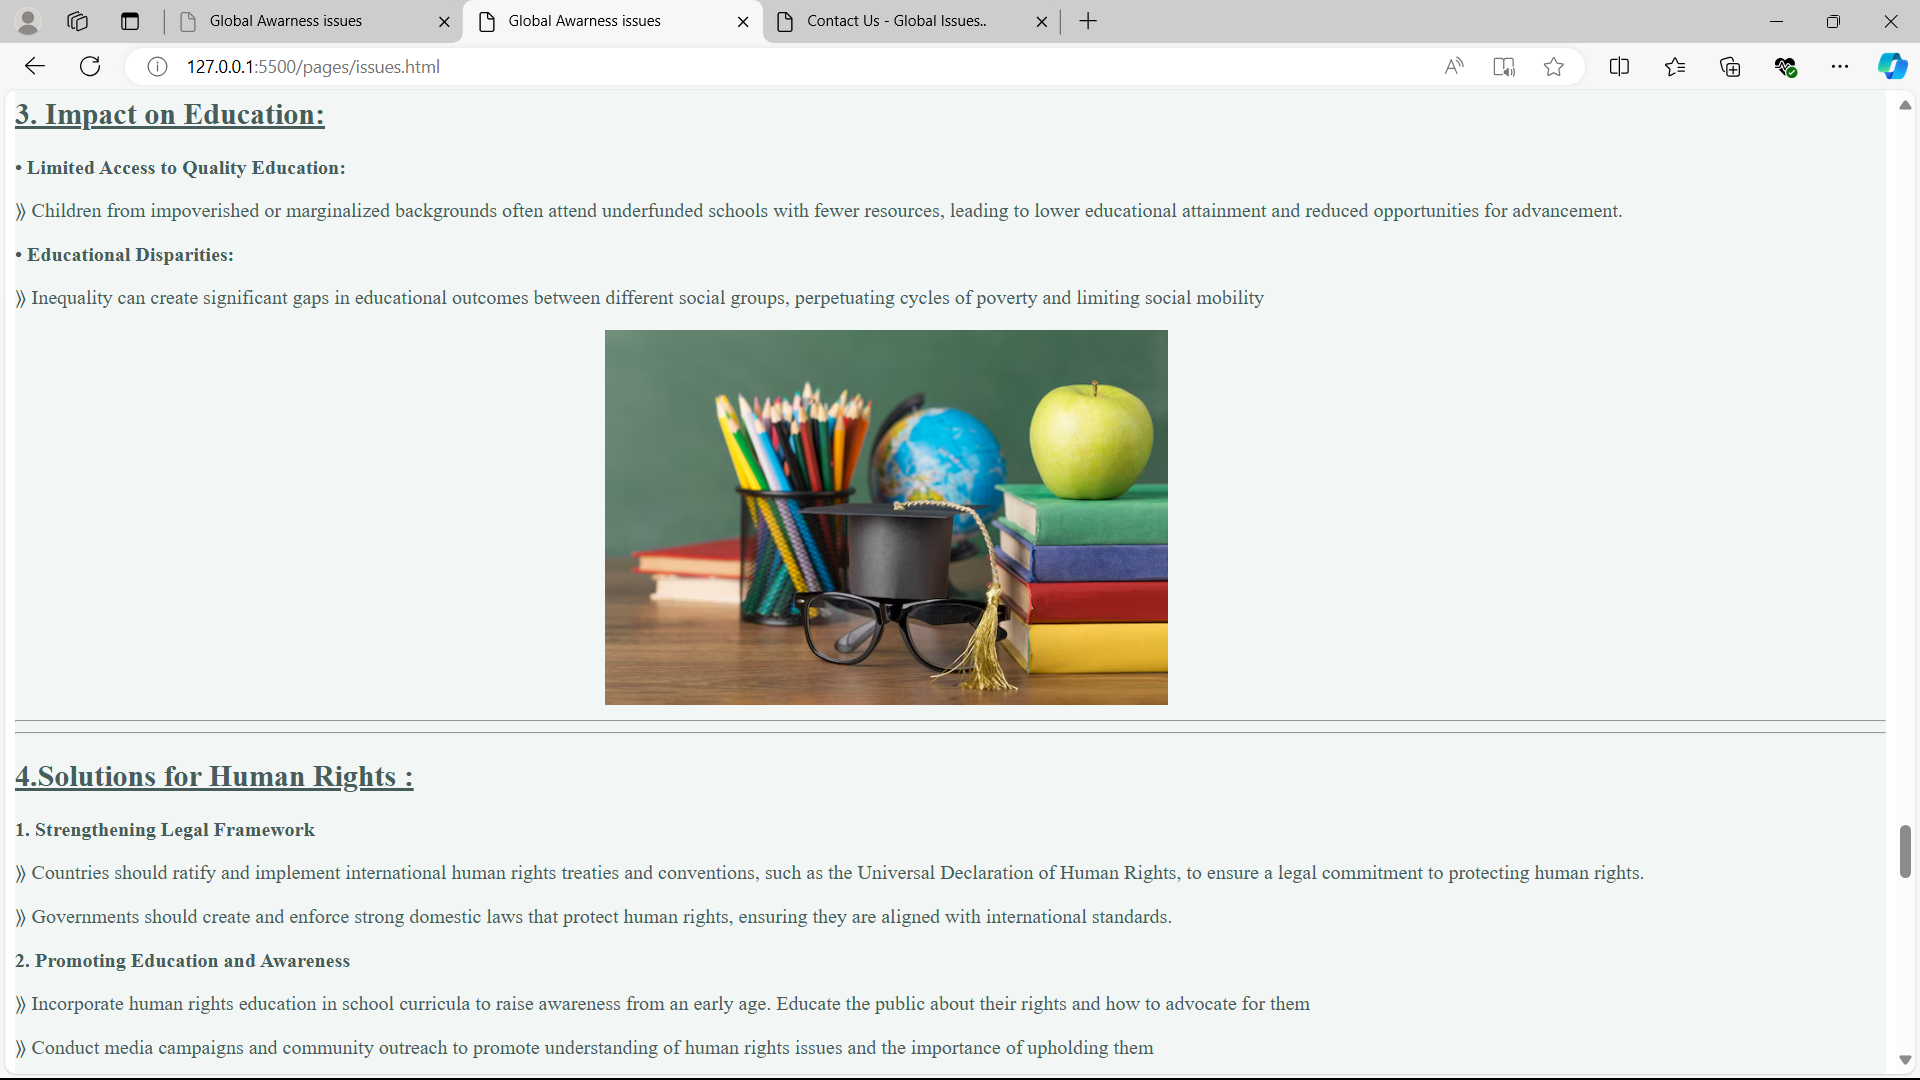 Global Awarness issues
Global Awarness issues
Contact Us - Global Issues..
127.0.0.1:5500/pages/issues.html
3. Impact on Education:
• Limited Access to Quality Education:
⟫ Children from impoverished or marginalized backgrounds often attend underfunded schools with fewer resources, leading to lower educational attainment and reduced opportunities for advancement.
• Educational Disparities:
⟫ Inequality can create significant gaps in educational outcomes between different social groups, perpetuating cycles of poverty and limiting social mobility
4.Solutions for Human Rights :
1. Strengthening Legal Framework
⟫ Countries should ratify and implement international human rights treaties and conventions, such as the Universal Declaration of Human Rights, to ensure a legal commitment to protecting human rights.
⟫ Governments should create and enforce strong domestic laws that protect human rights, ensuring they are aligned with international standards.
2. Promoting Education and Awareness
⟫ Incorporate human rights education in school curricula to raise awareness from an early age. Educate the public about their rights and how to advocate for them
⟫ Conduct media campaigns and community outreach to promote understanding of human rights issues and the importance of upholding them